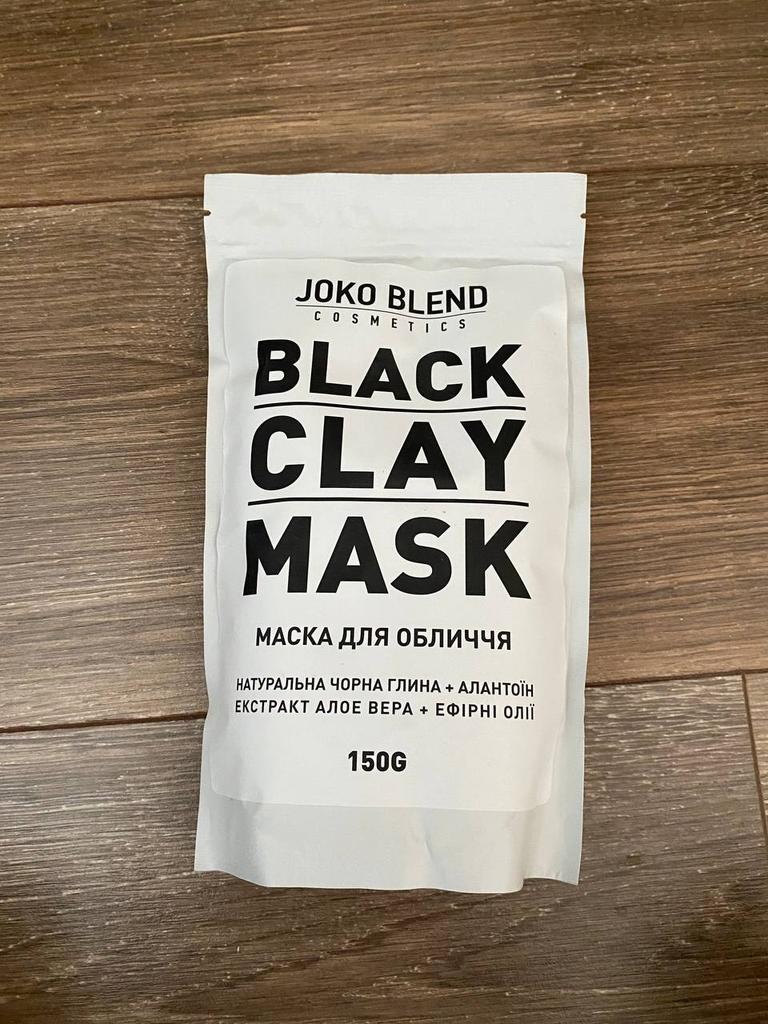 JOKO BLEND
COSMETICS
BLACK
CLAY
MASK
МАСКА ДЛЯ ОБЛИЧЧЯ
НАТУРАЛЬНА ЧОРНА ГЛИНА + АЛАНТОЇН
ЕКСТРАКТ АЛОЕ ВЕРА + ЕФІРНІ ОЛІЇ
150G